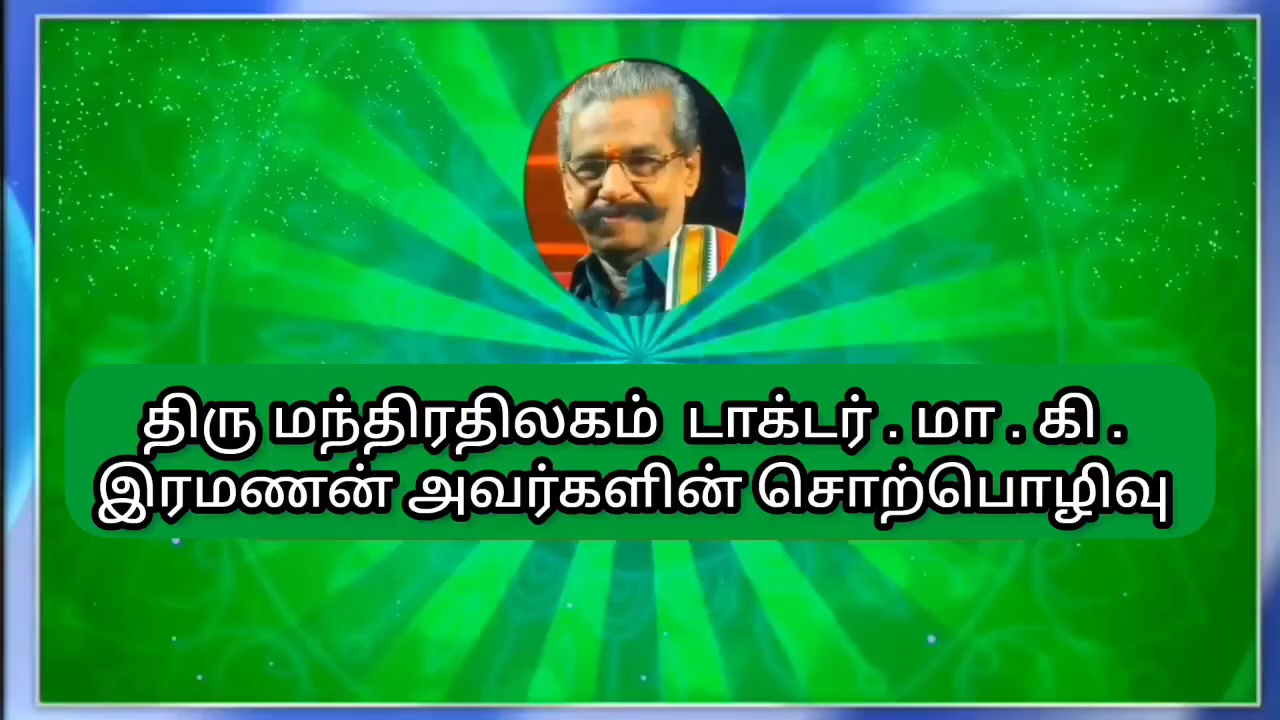 திரு மந்திரதிலகம் டாக்டர் . மா . கி .
இரமணன் அவர்களின் சொற்பொழிவு